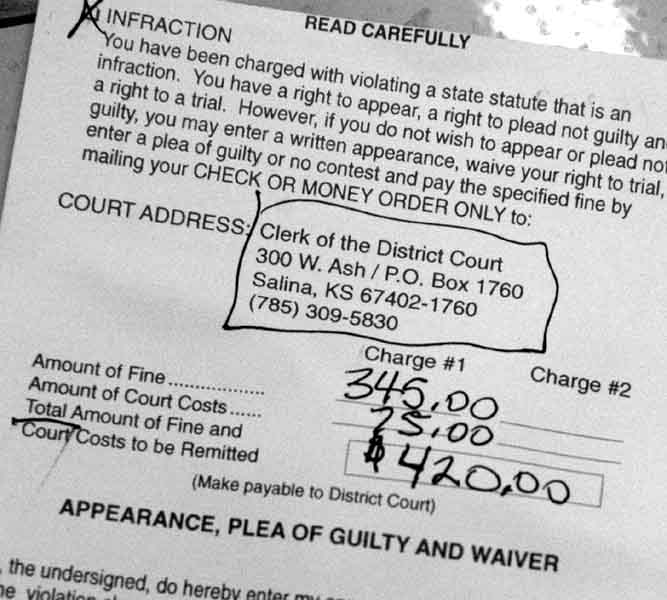 READ CAREFULLY
INFRACTION
You have been charged with violating a state statute that is an
infraction. You have a right to appear, a right to plead not guilty an
a right to a trial. However, if you do not wish to appear or plead not
guilty, you may enter a written appearance, waive your right to trial,
enter a plea of guilty or no contest and pay the specified fine by
mailing your CHECK OR MONEY ORDER ONLY to:
COURT ADDRESS: Clerk of the District Court
300 W. Ash / P.O. Box 1760
Salina, KS 67402-1760
(785) 309-5830
Charge #1 Charge #2
Amount of Fine................. 345.00
Amount of Court Costs...... 75.00
Total Amount of Fine and
Court Costs to be Remitted $420.00
(Make payable to District Court)
APPEARANCE, PLEA OF GUILTY AND WAIVER
the undersigned, do hereby enter my
violation